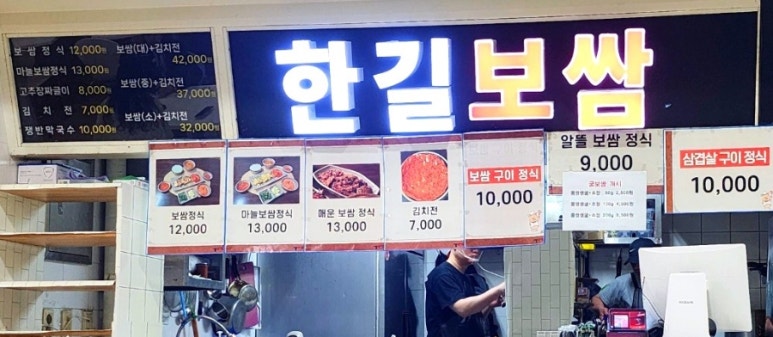 보 쌈 정 식 12,000원
마늘보쌈정식 13,000원
고추장짜글이 8,000원
김 치 전 7,000원
쟁반막국수 10,000원
보쌈(대)+김치전
42,000원
보쌈(중)+김치전
37,000원
보쌈(소)+김치전
32,000원
한길보쌈
보쌈정식
12,000
마늘보쌈정식
13,000
매운 보쌈 정식
13,000
김치전
7,000
보쌈 구이 정식
10,000
알뜰 보쌈 정식
9,000
삼겹살 구이 정식
10,000